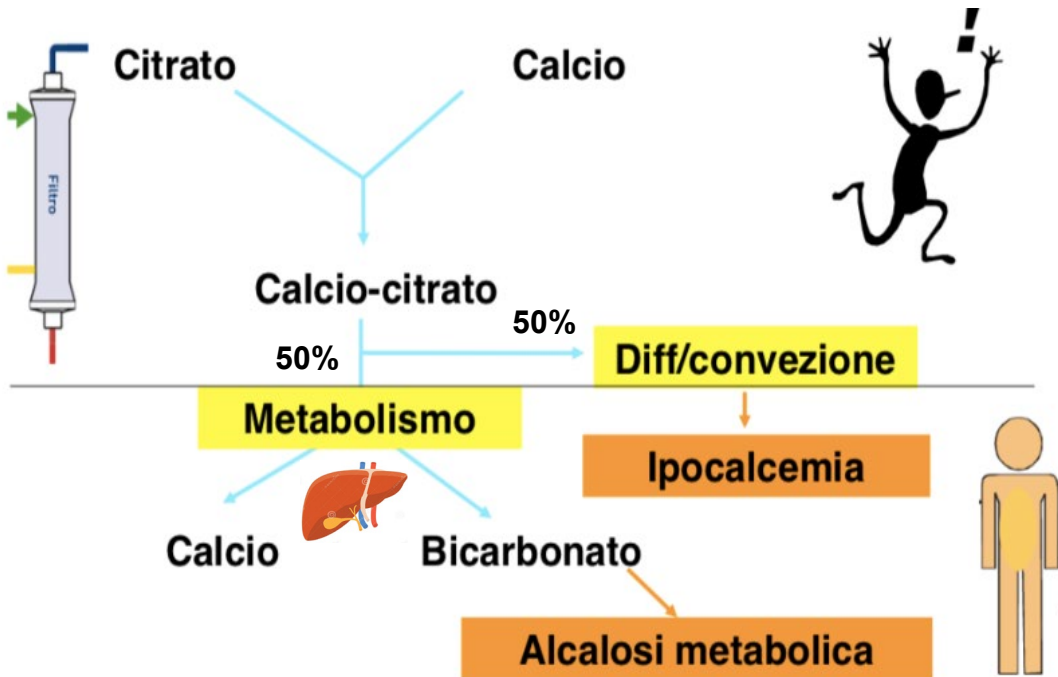 Citrato
Calcio
!
Filtro
Calcio-citrato
50%
50%
Diff/convezione
Metabolismo
Ipocalcemia
Calcio
Bicarbonato
Alcalosi metabolica